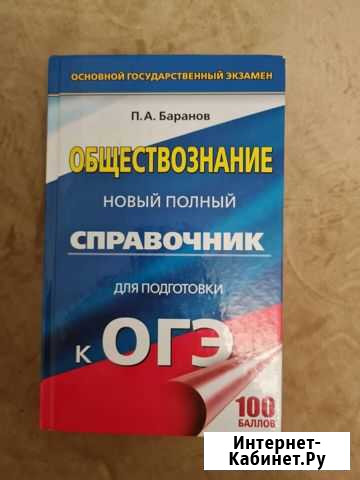 ОСНОВНОЙ ГОСУДАРСТВЕННЫЙ ЭКЗАМЕН
П.А. Баранов
ОБЩЕСТВОЗНАНИЕ
НОВЫЙ ПОЛНЫЙ
СПРАВОЧНИК
ДЛЯ ПОДГОТОВКИ
к ОГЭ
100
БАЛЛОВ
Интернет-
Кабинет.Ру